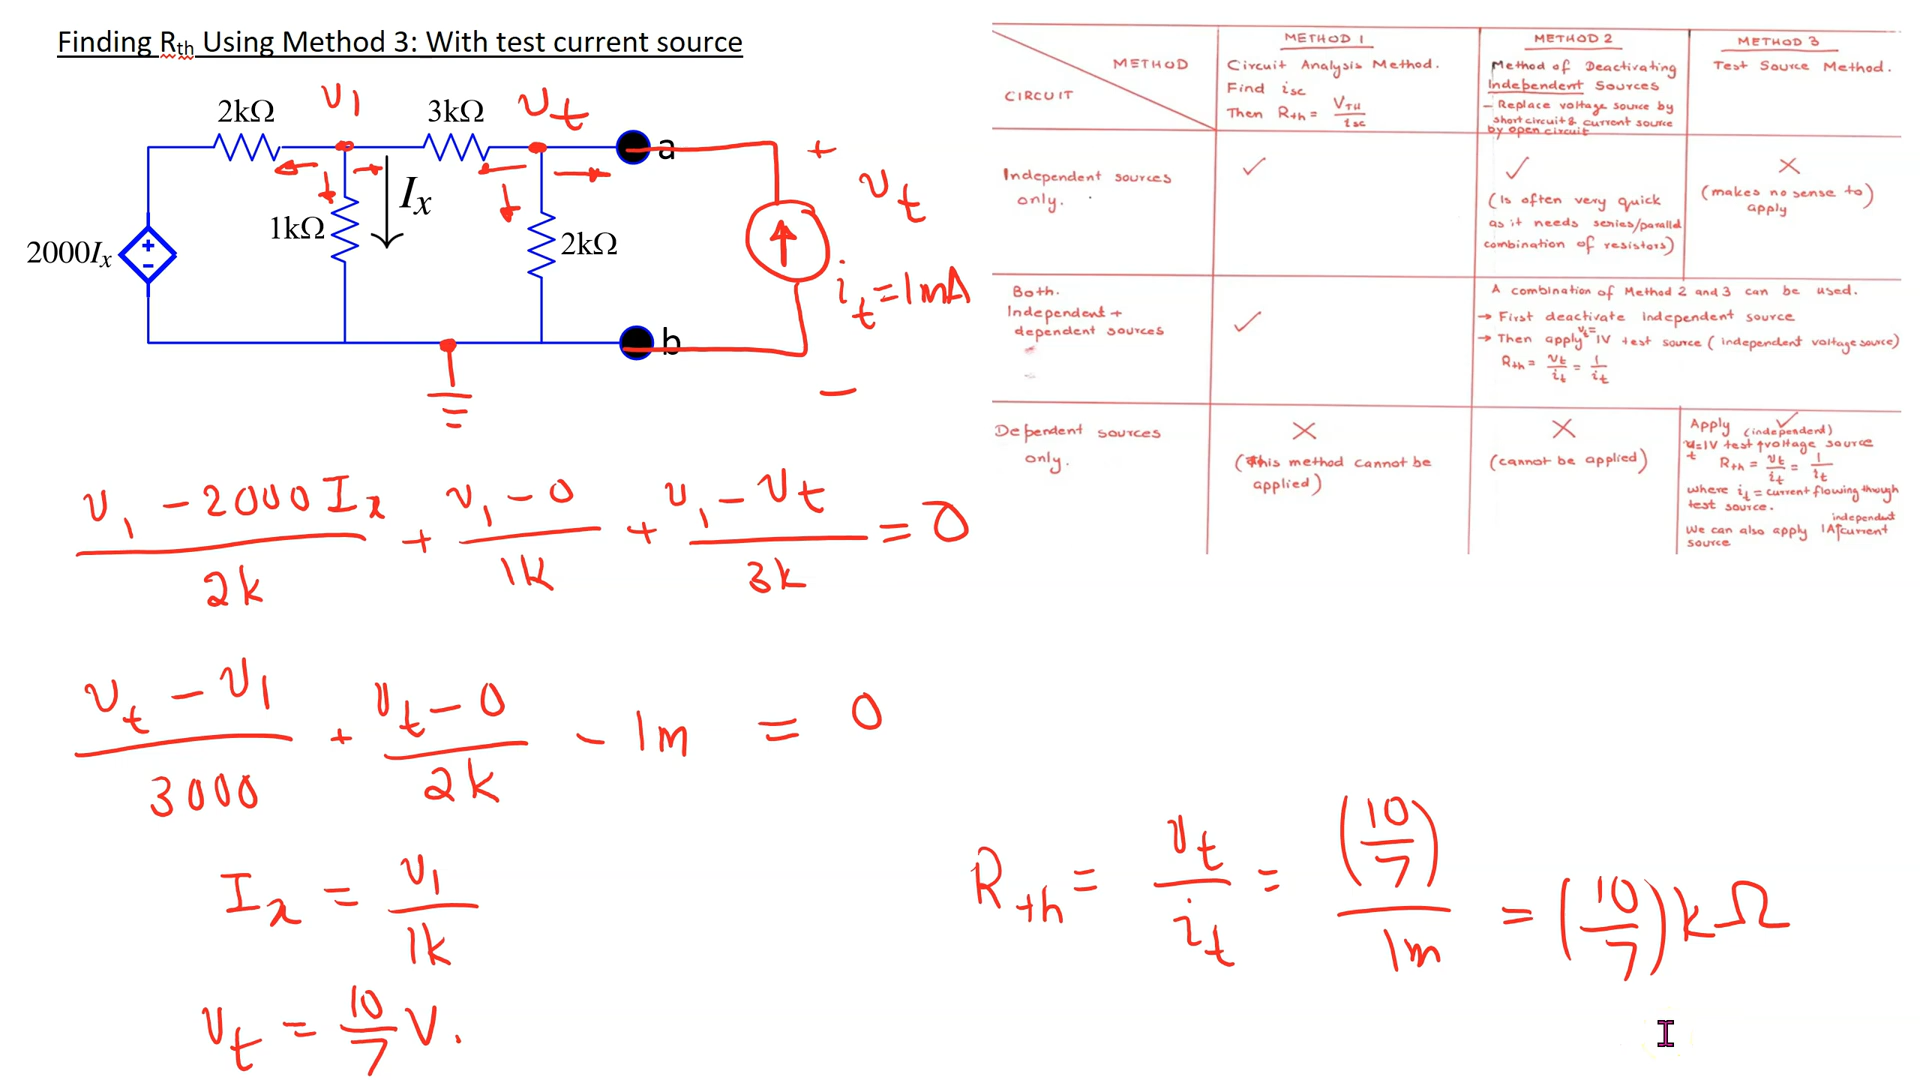 Finding Rth Using Method 3: With test current source
2kΩ
v1
3kΩ
vt
a
+
vt
Ix
1kΩ
2kΩ
2000Ix
+
-
it = 1mA
b
-
(v1 - 2000Ix)/2k + (v1 - 0)/1k + (v1 - vt)/3k = 0
(vt - v1)/3000 + (vt - 0)/2k - 1m = 0
Ix = v1/1k
vt = 10/7 V.
Rth = vt/it = (10/7)/1m = (10/7) kΩ
METHOD
CIRCUIT
METHOD 1
Circuit Analysis Method.
Find isc
Then Rth = VTH/isc
METHOD 2
Method of Deactivating
Independent Sources
- Replace voltage source by
short circuit & current source
by open circuit
METHOD 3
Test Source Method.
Independent sources
only.
✓
✓
(Is often very quick
as it needs series/parallel
combination of resistors)
✗
(makes no sense to)
apply
Both.
Independent +
dependent sources
✓
A combination of Method 2 and 3 can be used.
→ First deactivate Independent source
→ Then apply vt= 1V test source (independent voltage source)
Rth = vt/it = 1/it
Dependent sources
only.
✗
(This method cannot be
applied)
✗
(cannot be applied)
✓
Apply (independent)
vt=1V test voltage source
Rth = vt/it = 1/it
where it = current flowing through
test source.
independent
We can also apply 1A current
source